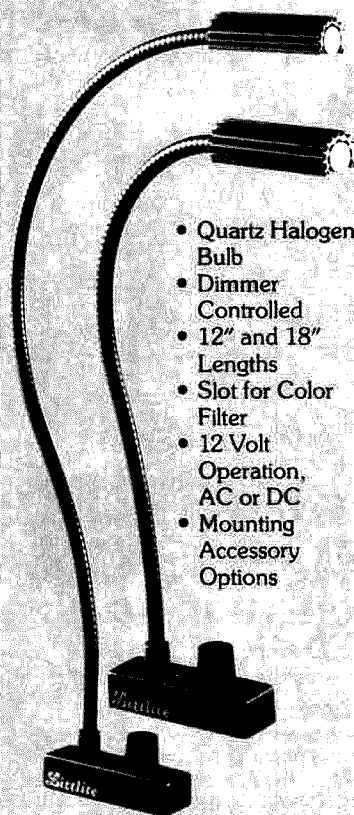 • Quartz Halogen
Bulb
• Dimmer
Controlled
• 12" and 18"
Lengths
• Slot for Color
Filter
• 12 Volt
Operation,
AC or DC
• Mounting
Accessory
Options
Littlite
Littlite